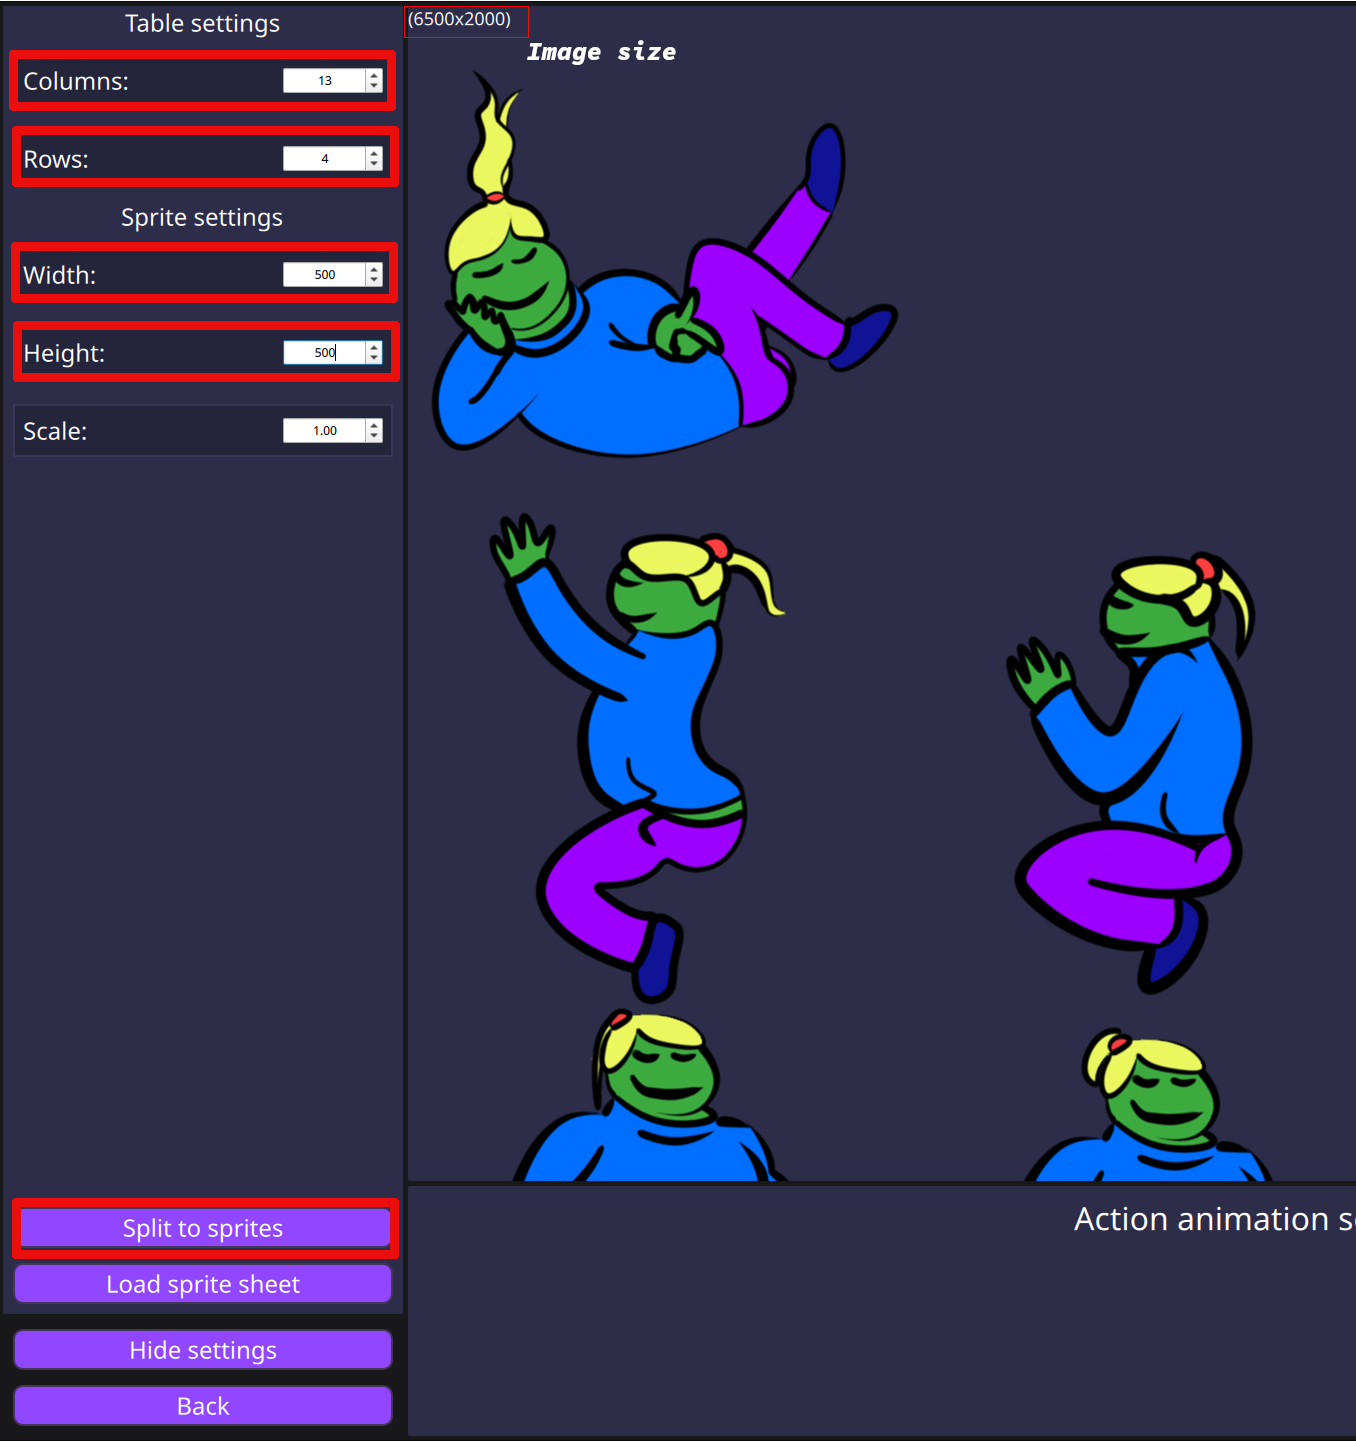 Table settings
Columns: 13
Rows: 4
Sprite settings
Width: 500
Height: 500
Scale: 1.00
Split to sprites
Load sprite sheet
Hide settings
Back
(6500x2000)
Image size
Action animation